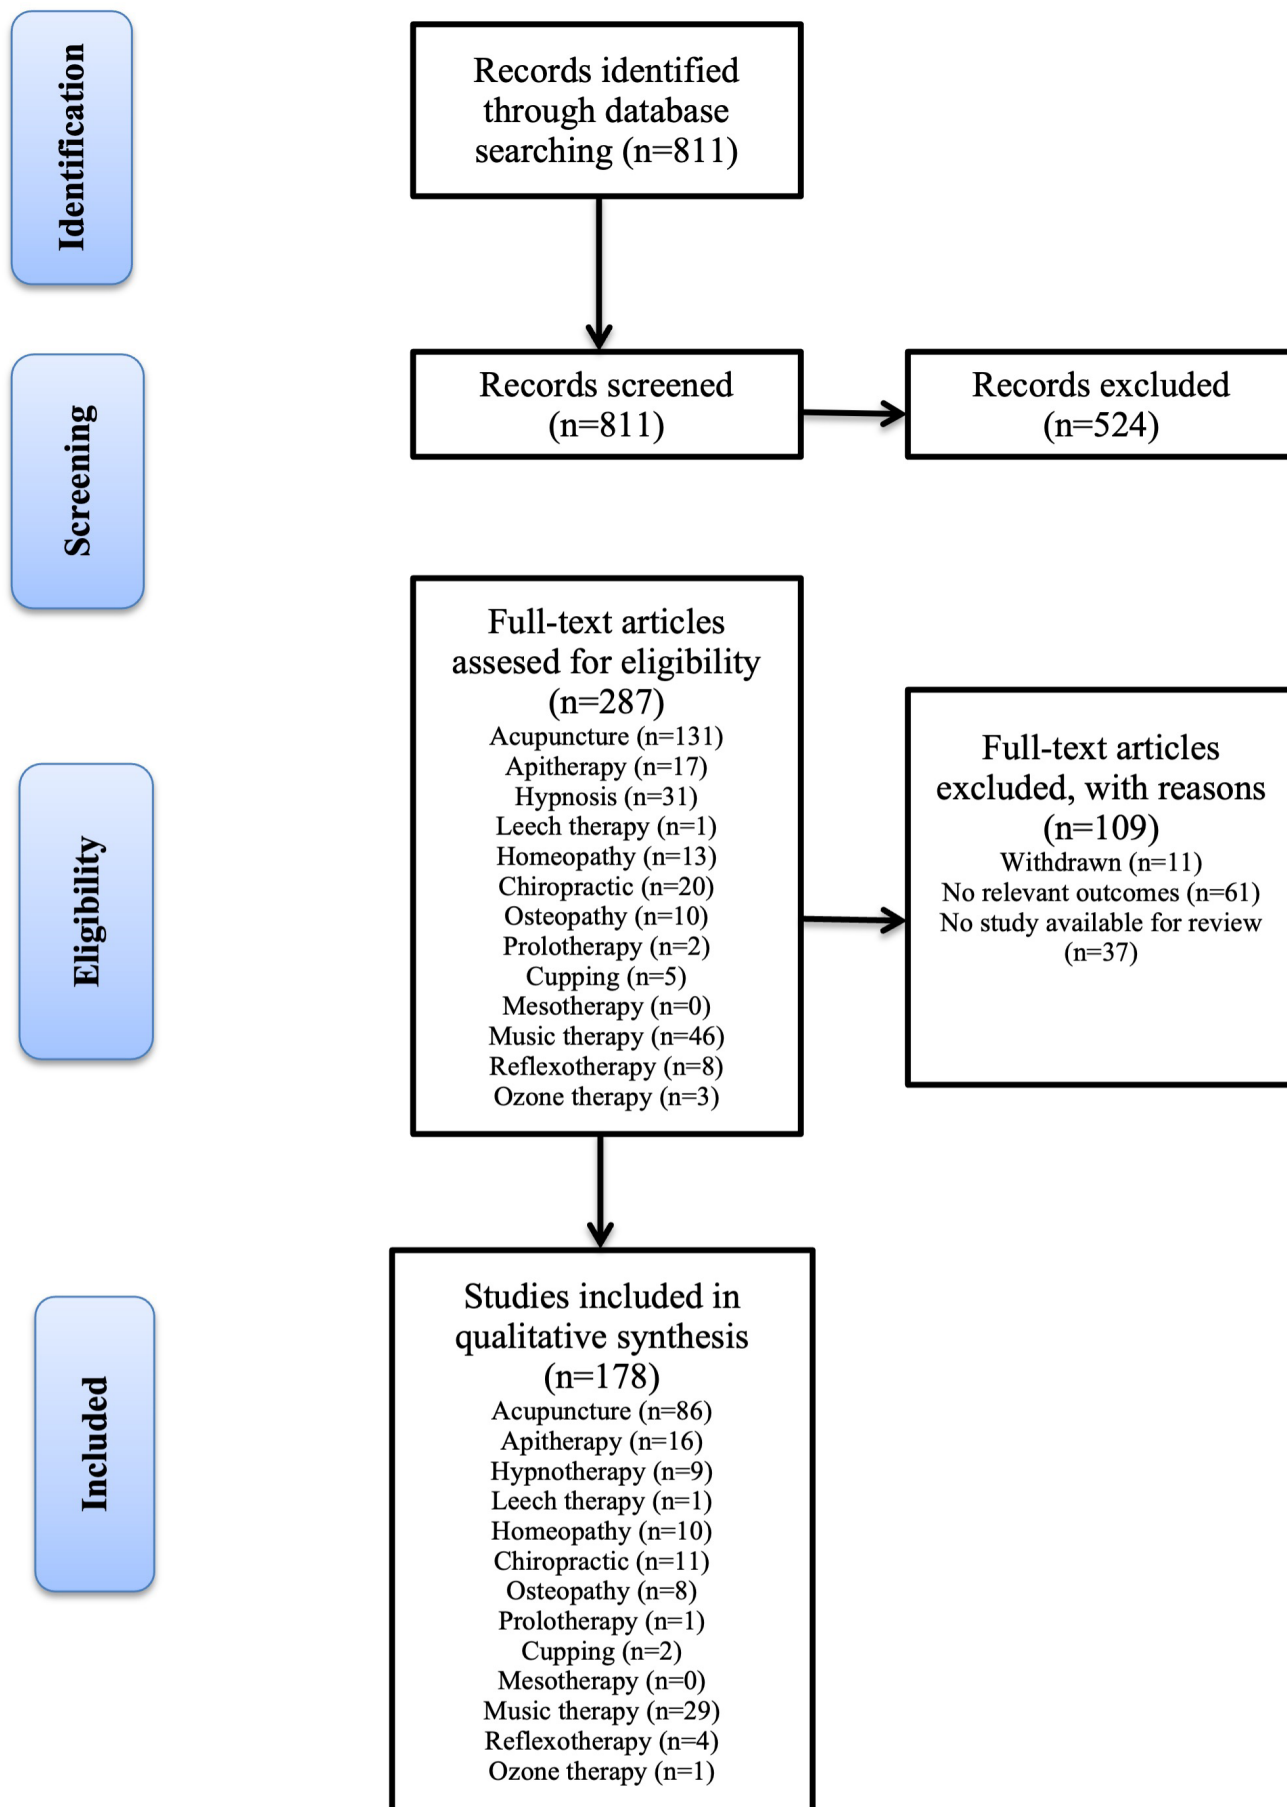 Identification
Records identified
through database
searching (n=811)
Screening
Records screened
(n=811)
Records excluded
(n=524)
Eligibility
Full-text articles
assesed for eligibility
(n=287)
Acupuncture (n=131)
Apitherapy (n=17)
Hypnosis (n=31)
Leech therapy (n=1)
Homeopathy (n=13)
Chiropractic (n=20)
Osteopathy (n=10)
Prolotherapy (n=2)
Cupping (n=5)
Mesotherapy (n=0)
Music therapy (n=46)
Reflexotherapy (n=8)
Ozone therapy (n=3)
Full-text articles
excluded, with reasons
(n=109)
Withdrawn (n=11)
No relevant outcomes (n=61)
No study available for review
(n=37)
Included
Studies included in
qualitative synthesis
(n=178)
Acupuncture (n=86)
Apitherapy (n=16)
Hypnotherapy (n=9)
Leech therapy (n=1)
Homeopathy (n=10)
Chiropractic (n=11)
Osteopathy (n=8)
Prolotherapy (n=1)
Cupping (n=2)
Mesotherapy (n=0)
Music therapy (n=29)
Reflexotherapy (n=4)
Ozone therapy (n=1)